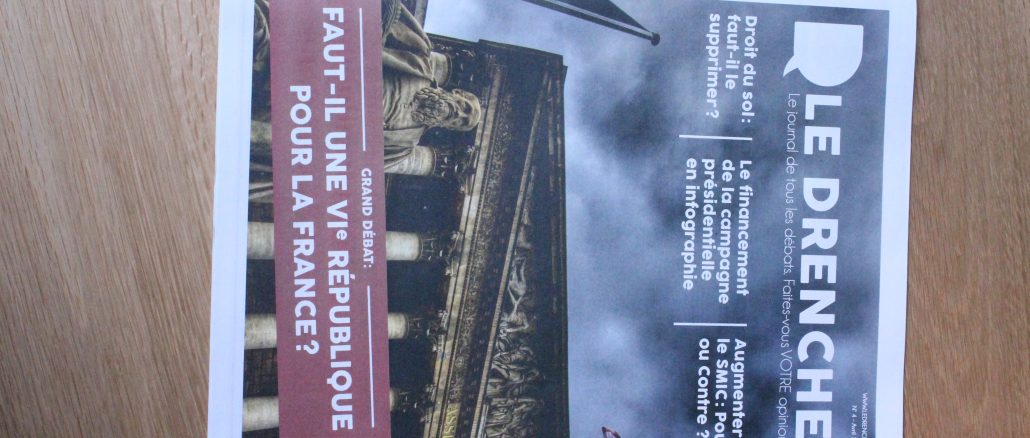 LE DRENCHE
Le journal de tous les débats. Faites-vous VOTRE
N° 4 - Avril
Droit du sol :
faut-il le
supprimer ?
Le financement
de la campagne
présidentielle
en infographie
Augmenter
le SMIC :
ou Contre ?
GRAND DÉBAT :
FAUT-IL UNE VIe RÉPUBLIQUE
POUR LA FRANCE ?